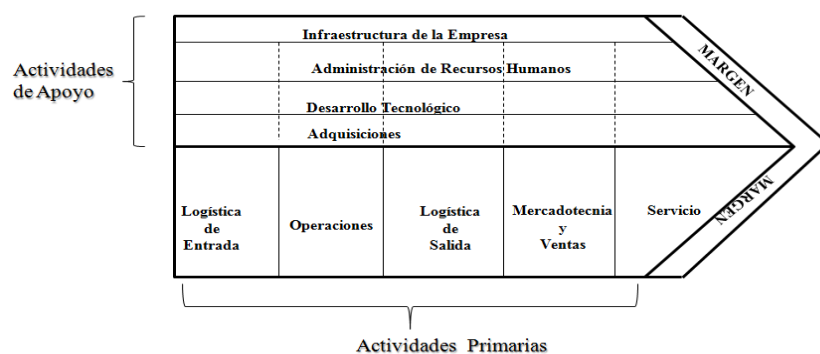 Actividades
de Apoyo
Infraestructura de la Empresa
Administración de Recursos Humanos
Desarrollo Tecnológico
Adquisiciones
MARGEN
MARGEN
Logística
de
Entrada
Operaciones
Logística
de
Salida
Mercadotecnia
y
Ventas
Servicio
Actividades Primarias